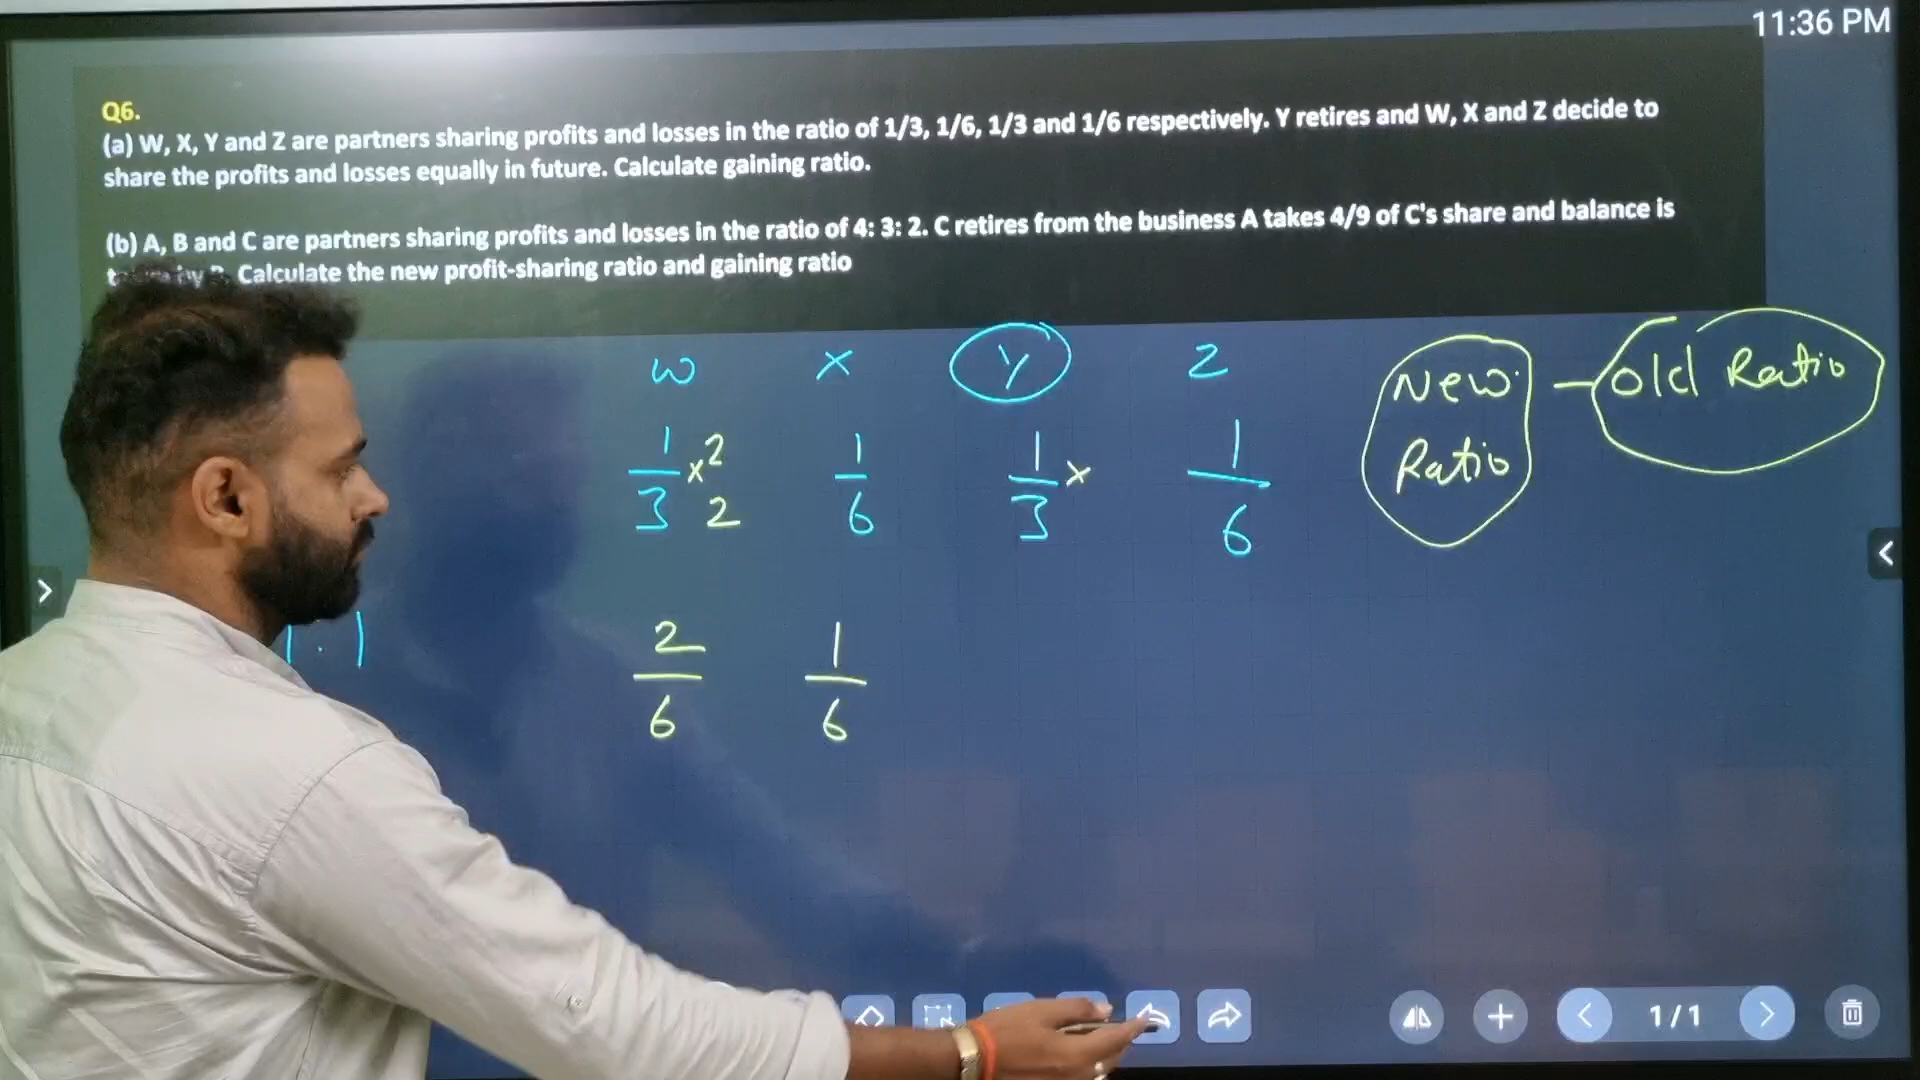 11:36 PM
Q6.
(a) W, X, Y and Z are partners sharing profits and losses in the ratio of 1/3, 1/6, 1/3 and 1/6 respectively. Y retires and W, X and Z decide to
share the profits and losses equally in future. Calculate gaining ratio.
(b) A, B and C are partners sharing profits and losses in the ratio of 4: 3: 2. C retires from the business A takes 4/9 of C's share and balance is
Calculate the new profit-sharing ratio and gaining ratio
W X Y Z
1/3 x 2/2 1/6 1/3 x 1/6
New Ratio - Old Ratio
2/6 1/6
1/1